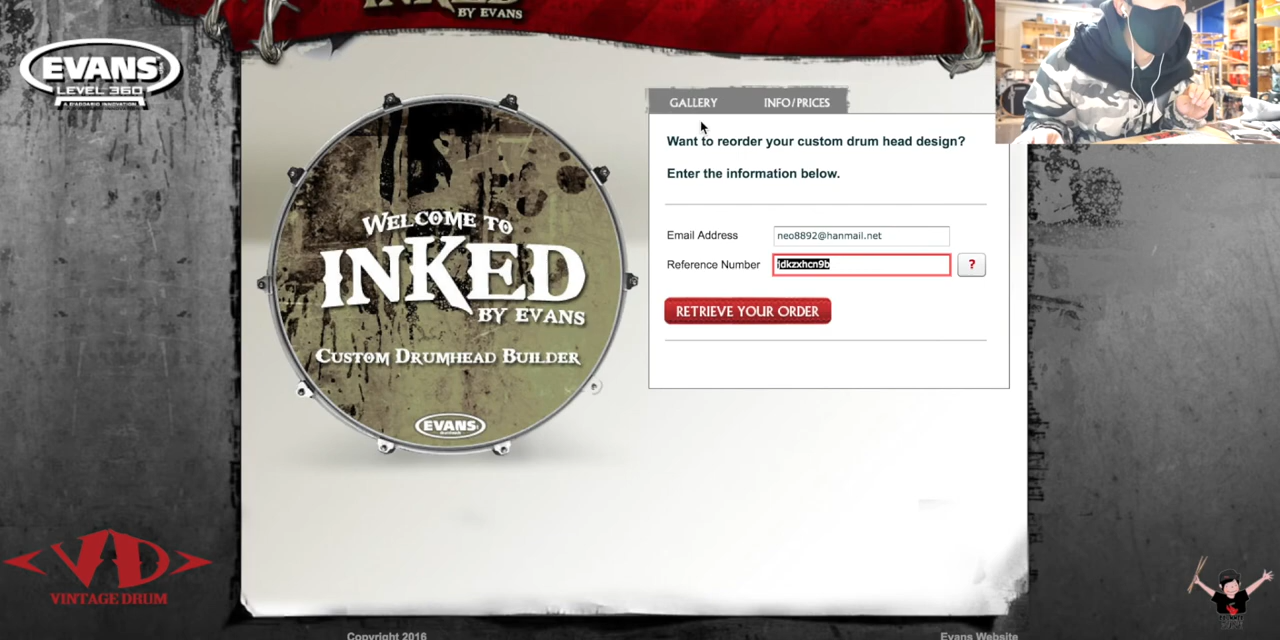 INKED
BY EVANS
EVANS
LEVEL 360
A D'ADDARIO INNOVATION
GALLERY
INFO/PRICES
Want to reorder your custom drum head design?
Enter the information below.
Email Address
neo8892@hanmail.net
Reference Number
jdkzxhcn9b
?
RETRIEVE YOUR ORDER
WELCOME TO
INKED
BY EVANS
CUSTOM DRUMHEAD BUILDER
EVANS
VD
VINTAGE DRUM
Copyright 2016
Evans Website